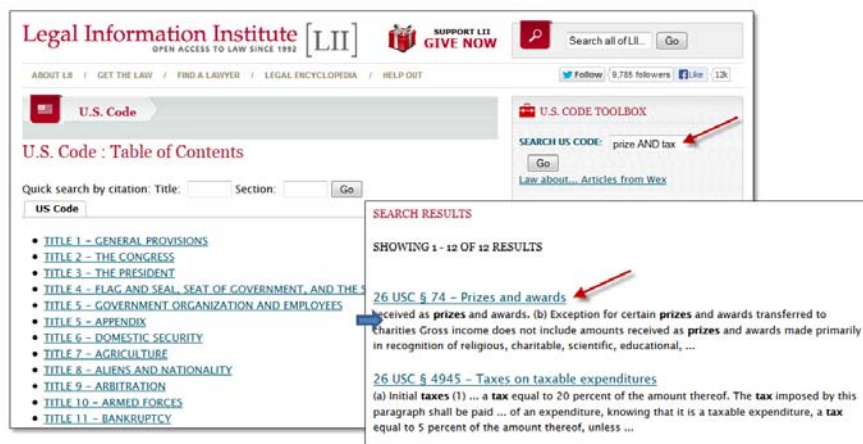 Legal Information Institute [LII]
OPEN ACCESS TO LAW SINCE 1992
SUPPORT LII
GIVE NOW
Search all of LII...
Go
ABOUT LII / GET THE LAW / FIND A LAWYER / LEGAL ENCYCLOPEDIA / HELP OUT
Follow 9,785 followers Like 12k
U.S. Code
U.S. CODE TOOLBOX
SEARCH US CODE: prize AND tax
Go
Law about... Articles from Wex
U.S. Code : Table of Contents
Quick search by citation: Title: Section: Go
US Code
• TITLE 1 - GENERAL PROVISIONS
• TITLE 2 - THE CONGRESS
• TITLE 3 - THE PRESIDENT
• TITLE 4 - FLAG AND SEAL, SEAT OF GOVERNMENT, AND THE S
• TITLE 5 - GOVERNMENT ORGANIZATION AND EMPLOYEES
• TITLE 5 - APPENDIX
• TITLE 6 - DOMESTIC SECURITY
• TITLE 7 - AGRICULTURE
• TITLE 8 - ALIENS AND NATIONALITY
• TITLE 9 - ARBITRATION
• TITLE 10 - ARMED FORCES
• TITLE 11 - BANKRUPTCY
SEARCH RESULTS
SHOWING 1 - 12 OF 12 RESULTS
26 USC § 74 - Prizes and awards
received as prizes and awards. (b) Exception for certain prizes and awards transferred to
charities Gross income does not include amounts received as prizes and awards made primarily
in recognition of religious, charitable, scientific, educational, ...
26 USC § 4945 - Taxes on taxable expenditures
(a) Initial taxes (1) ... a tax equal to 20 percent of the amount thereof. The tax imposed by this
paragraph shall be paid ... of an expenditure, knowing that it is a taxable expenditure, a tax
equal to 5 percent of the amount thereof, unless ...